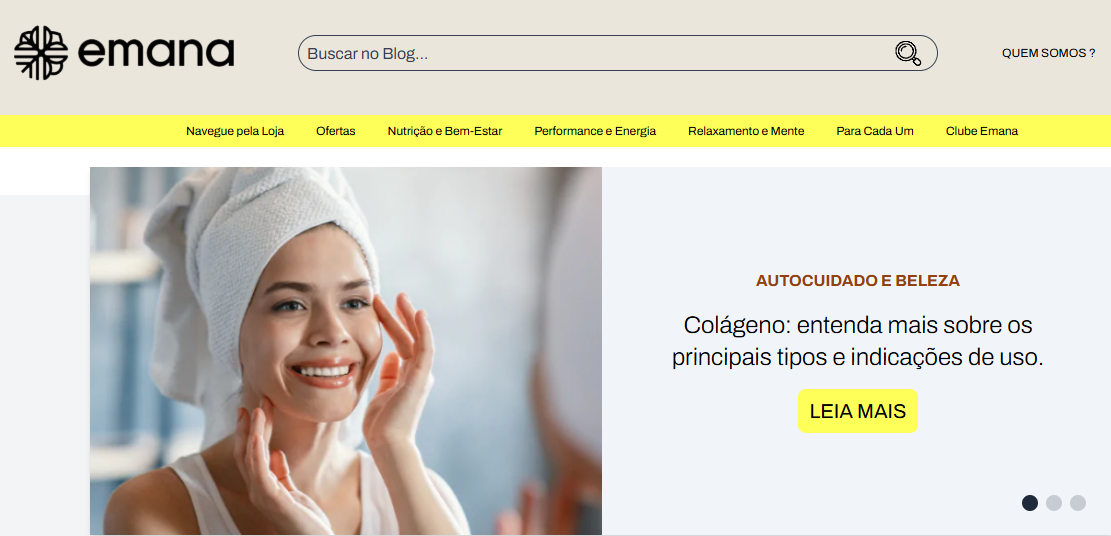 emana
Buscar no Blog...
QUEM SOMOS ?
Navegue pela Loja
Ofertas
Nutrição e Bem-Estar
Performance e Energia
Relaxamento e Mente
Para Cada Um
Clube Emana
AUTOCUIDADO E BELEZA
Colágeno: entenda mais sobre os
principais tipos e indicações de uso.
LEIA MAIS